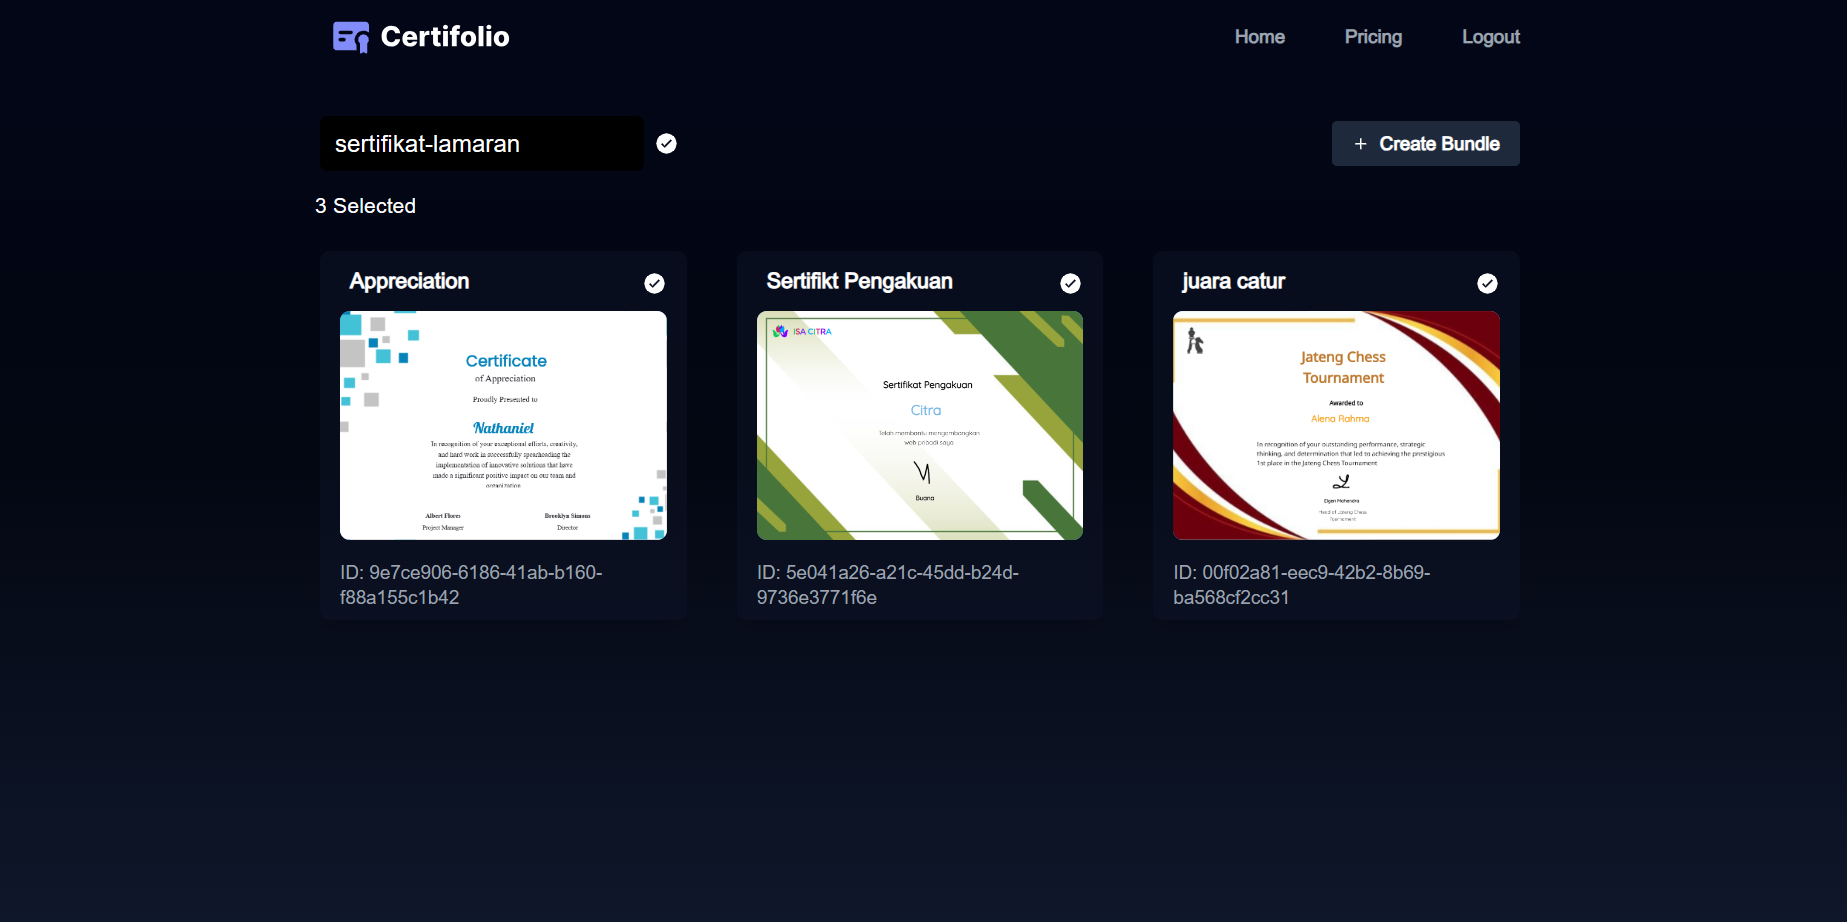 Certifolio
Home
Pricing
Logout
sertifikat-lamaran
+ Create Bundle
3 Selected
Appreciation
Certificate
of Appreciation
Proudly Presented to
Nathaniel
In recognition of your exceptional efforts, creativity,
and hard work in successfully spearheading the
implementation of innovative solutions that have
made a significant positive impact on our team and
organization.
Albert Flores
Project Manager
Brooklyn Simons
Director
ID: 9e7ce906-6186-41ab-b160-
f88a155c1b42
Sertifikt Pengakuan
ISA CITRA
Sertifikat Pengakuan
Citra
Telah membantu mengembangkan
web pribadi saya
Buana
ID: 5e041a26-a21c-45dd-b24d-
9736e3771f6e
juara catur
Jateng Chess
Tournament
Awarded to
Alena Rahma
In recognition of your outstanding performance, strategic
thinking, and determination that led to achieving the prestigious
1st place in the Jateng Chess Tournament
Elgan Mahendra
Head of Jateng Chess
Tournament
ID: 00f02a81-eec9-42b2-8b69-
ba568cf2cc31